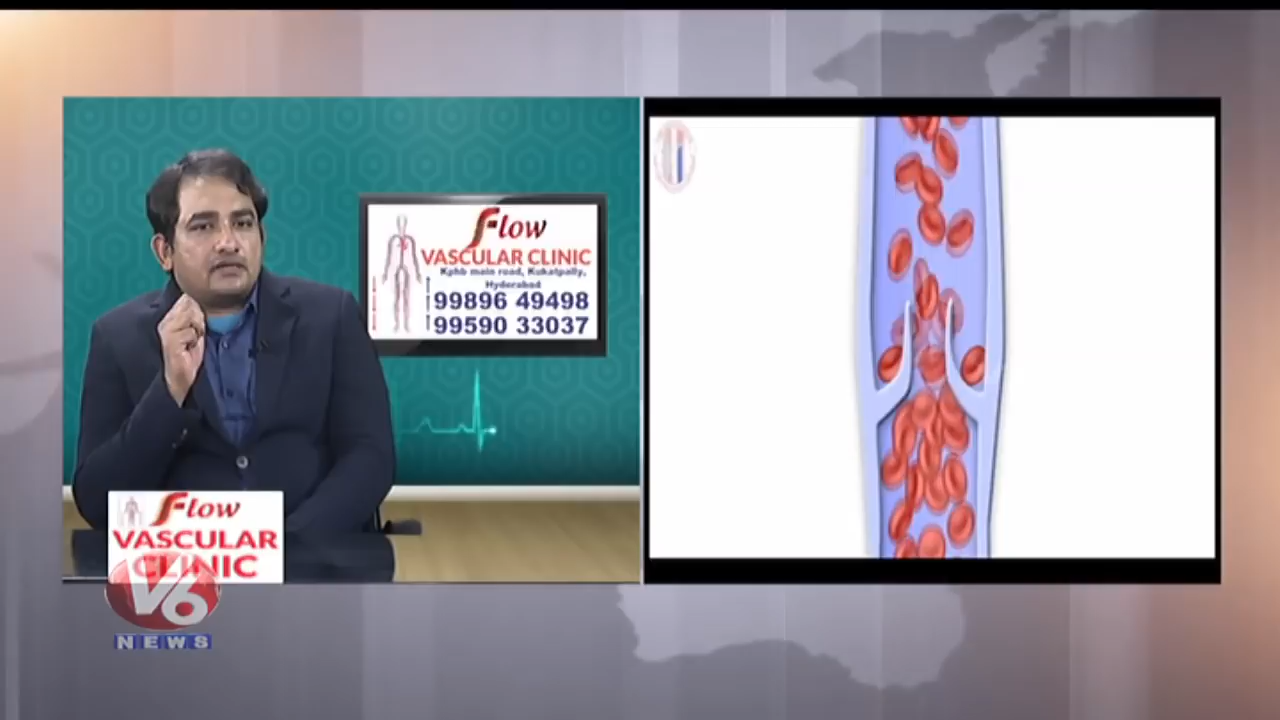 Flow
VASCULAR CLINIC
Kphb main road, Kukatpally,
Hyderabad
99896 49498
99590 33037
Flow
VASCULAR
CLINIC
V6
NEWS